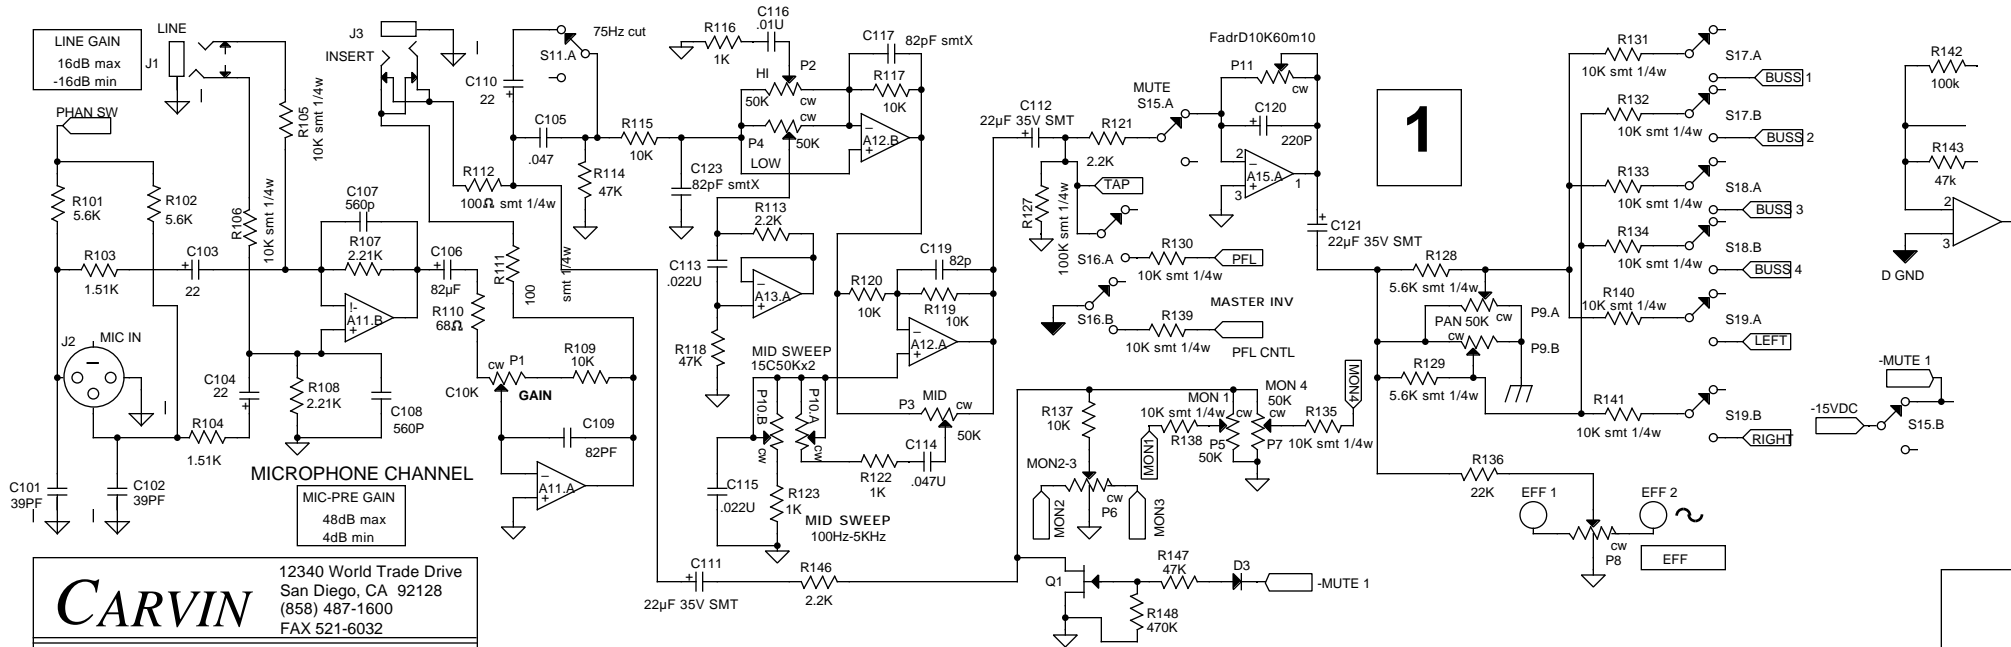 LINE GAIN
16dB max
-16dB min
LINE
J1
I
PHAN SW
R105
10K smt 1/4w
J3
INSERT
I
C110
22
+
S11.A
75Hz cut
C105
.047
R115
10K
R114
47K
R112
100Ω smt 1/4w
C116
.01U
R116
1K
HI
P2
50K
cw
P4
cw
50K
LOW
C117
82pF smtX
R117
10K
A12.B
C123
82pF smtX
R113
2.2K
C113
.022U
A13.A
R118
47K
R101
5.6K
R102
5.6K
R106
10K smt 1/4w
R103
1.51K
C103
22
C107
560p
R107
2.21K
A11.B
C106
82µF
R110
68Ω
R111
100
smt 1/4w
J2
MIC IN
I
C104
22
R108
2.21K
C108
560P
R104
1.51K
C101
39PF
I
C102
39PF
I
P1
cw
C10K
GAIN
R109
10K
C109
82PF
A11.A
MICROPHONE CHANNEL
MIC-PRE GAIN
48dB max
4dB min
CARVIN
12340 World Trade Drive
San Diego, CA 92128
(858) 487-1600
FAX 521-6032
C119
82p
R120
10K
R119
10K
A12.A
MID SWEEP
15C50Kx2
P10.B
cw
P10.A
cw
P3
MID
cw
50K
C114
.047U
R122
1K
C115
.022U
R123
1K
MID SWEEP
100Hz-5KHz
C111
22µF 35V SMT
R146
2.2K
C112
22µF 35V SMT
R121
2.2K
MUTE
S15.A
R127
100K smt 1/4w
TAP
S16.A
R130
10K smt 1/4w
PFL
S16.B
MASTER INV
R139
10K smt 1/4w
PFL CNTL
FadrD10K60m10
P11
cw
C120
220P
2
A15.A
3
1
C121
22µF 35V SMT
1
R137
10K
MON2-3
MON2
cw
P6
MON3
MON1
10K smt 1/4w
R138
MON 1
cw
P5
50K
MON 4
50K
cw
P7
R135
10K smt 1/4w
MON4
Q1
R147
47K
D3
-MUTE 1
R148
470K
R128
5.6K smt 1/4w
PAN 50K
cw
P9.A
cw
P9.B
R129
5.6K smt 1/4w
R136
22K
EFF 1
EFF 2
cw
P8
EFF
R131
10K smt 1/4w
S17.A
BUSS 1
R132
10K smt 1/4w
S17.B
BUSS 2
R133
10K smt 1/4w
S18.A
BUSS 3
R134
10K smt 1/4w
S18.B
BUSS 4
R140
10K smt 1/4w
S19.A
LEFT
R141
10K smt 1/4w
S19.B
RIGHT
R142
100k
R143
47k
2
3
D GND
-MUTE 1
-15VDC
S15.B